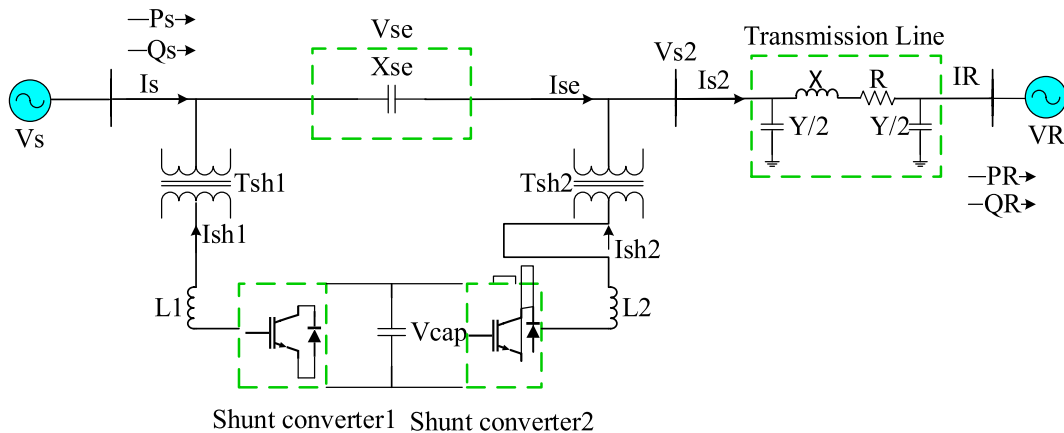 Ps
Qs
Vse
Xse
Transmission Line
Vs2
Is
Ise
Is2
X
R
IR
Vs
Y/2
Y/2
VR
Tsh1
Tsh2
PR
QR
Ish1
Ish2
L1
Vcap
L2
Shunt converter1
Shunt converter2